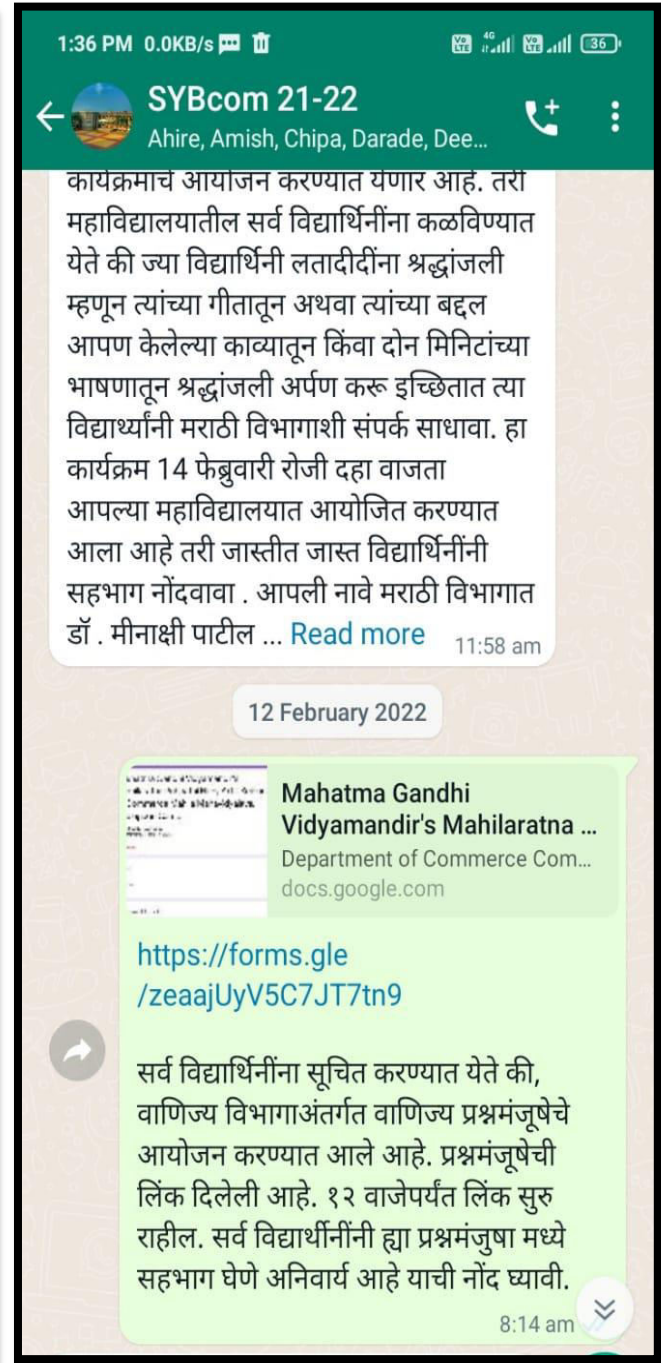 1:36 PM 0.0KB/s
Vo LTE 4G Vo LTE 36
SYBcom 21-22
Ahire, Amish, Chipa, Darade, Dee...
कार्यक्रमाचे आयोजन करण्यात येणार आहे. तरी
महाविद्यालयातील सर्व विद्यार्थिनींना कळविण्यात
येते की ज्या विद्यार्थिनी लतादीदींना श्रद्धांजली
म्हणून त्यांच्या गीतातून अथवा त्यांच्या बद्दल
आपण केलेल्या काव्यातून किंवा दोन मिनिटांच्या
भाषणातून श्रद्धांजली अर्पण करू इच्छितात त्या
विद्यार्थ्यांनी मराठी विभागाशी संपर्क साधावा. हा
कार्यक्रम 14 फेब्रुवारी रोजी दहा वाजता
आपल्या महाविद्यालयात आयोजित करण्यात
आला आहे तरी जास्तीत जास्त विद्यार्थिनींनी
सहभाग नोंदवावा . आपली नावे मराठी विभागात
डॉ . मीनाक्षी पाटील ... Read more 11:58 am
12 February 2022
Mahatma Gandhi
Vidyamandir's Mahilaratna ...
Department of Commerce Com...
docs.google.com
https://forms.gle
/zeaajUyV5C7JT7tn9
सर्व विद्यार्थिनींना सूचित करण्यात येते की,
वाणिज्य विभागाअंतर्गत वाणिज्य प्रश्नमंजूषेचे
आयोजन करण्यात आले आहे. प्रश्नमंजूषेची
लिंक दिलेली आहे. १२ वाजेपर्यंत लिंक सुरु
राहील. सर्व विद्यार्थीनींनी ह्या प्रश्नमंजुषा मध्ये
सहभाग घेणे अनिवार्य आहे याची नोंद घ्यावी.
8:14 am